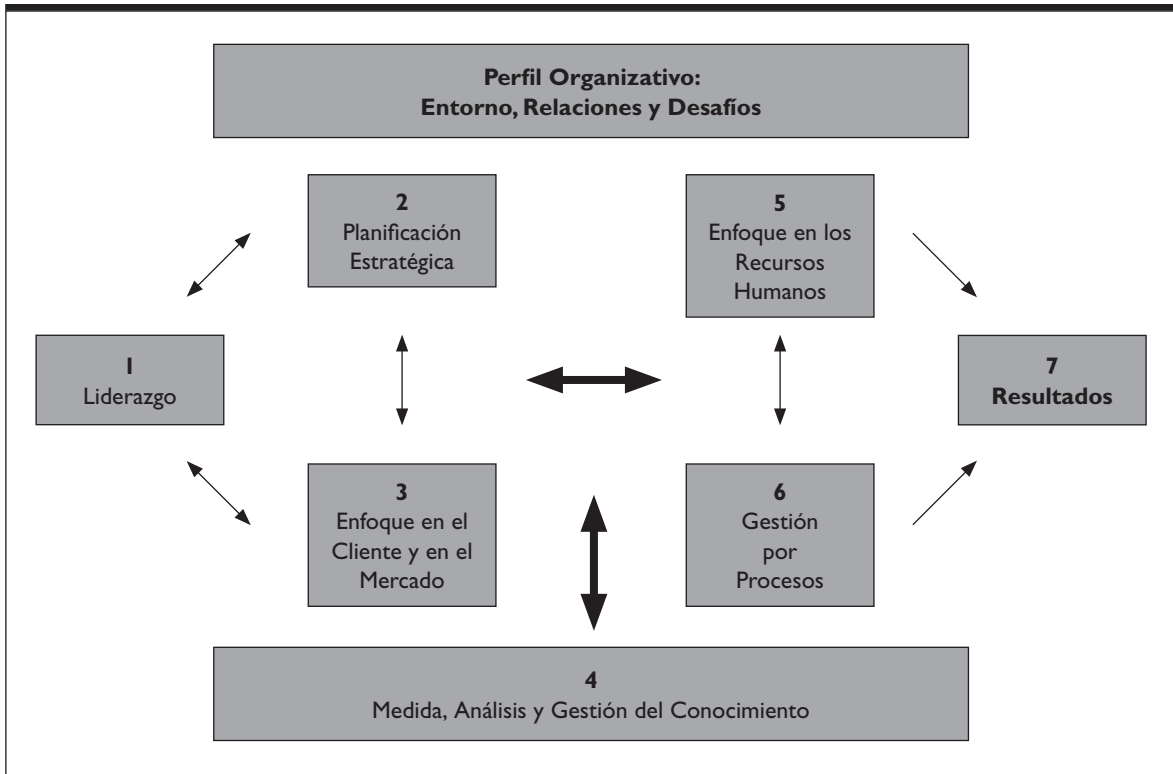 Perfil Organizativo:
Entorno, Relaciones y Desafíos
2
Planificación
Estratégica
5
Enfoque en los
Recursos
Humanos
1
Liderazgo
7
Resultados
3
Enfoque en el
Cliente y en el
Mercado
6
Gestión
por
Procesos
4
Medida, Análisis y Gestión del Conocimiento